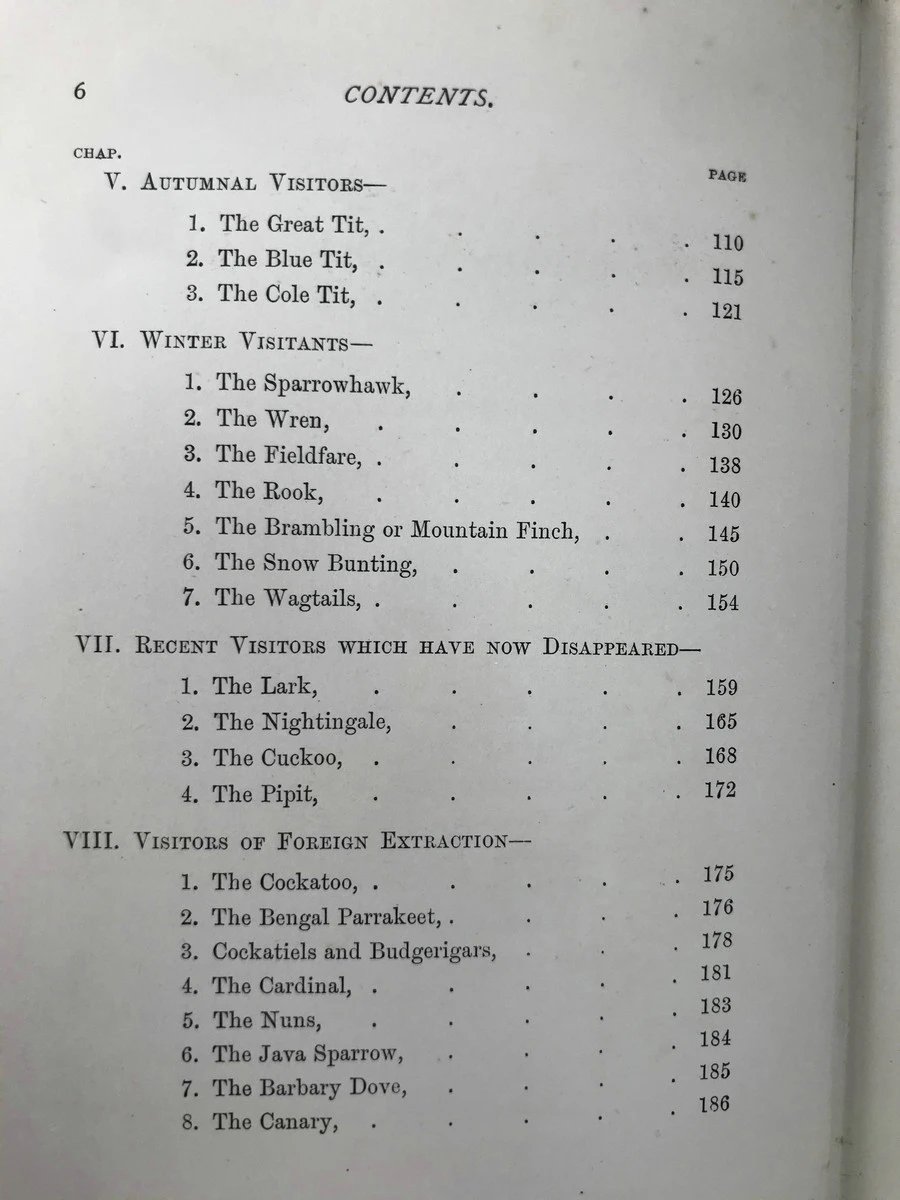 6 CONTENTS.
CHAP. PAGE
V. AUTUMNAL VISITORS—
1. The Great Tit, . . . . . 110
2. The Blue Tit, . . . . . 115
3. The Cole Tit, . . . . . 121
VI. WINTER VISITANTS—
1. The Sparrowhawk, . . . . 126
2. The Wren, . . . . . 130
3. The Fieldfare, . . . . . 138
4. The Rook, . . . . . 140
5. The Brambling or Mountain Finch, . . 145
6. The Snow Bunting, . . . . 150
7. The Wagtails, . . . . . 154
VII. RECENT VISITORS WHICH HAVE NOW DISAPPEARED—
1. The Lark, . . . . . 159
2. The Nightingale, . . . . 165
3. The Cuckoo, . . . . . 168
4. The Pipit, . . . . . 172
VIII. VISITORS OF FOREIGN EXTRACTION—
1. The Cockatoo, . . . . . 175
2. The Bengal Parrakeet, . . . . 176
3. Cockatiels and Budgerigars, . . . 178
4. The Cardinal, . . . . . 181
5. The Nuns, . . . . . 183
6. The Java Sparrow, . . . . 184
7. The Barbary Dove, . . . . 185
8. The Canary, . . . . . 186